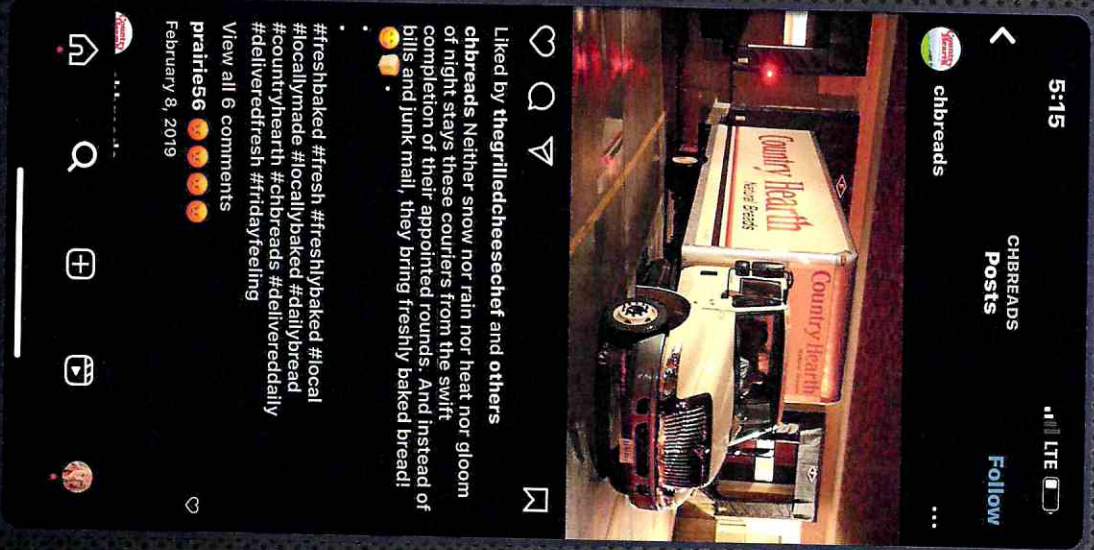 5:15
LTE
CHBREADS
Posts
Follow
chbreads
Country Hearth
Natural Breads
Country Hearth
Liked by thegrilledcheesechef and others
chbreads Neither snow nor rain nor heat nor gloom
of night stays these couriers from the swift
completion of their appointed rounds. And instead of
bills and junk mail, they bring freshly baked bread!
😀🍞 .
.
.
#freshbaked #fresh #freshlybaked #local
#locallymade #locallybaked #dailybread
#countryhearth #chbreads #delivereddaily
#deliveredfresh #fridayfeeling
View all 6 comments
prairie56 😡😡😡😡
February 8, 2019